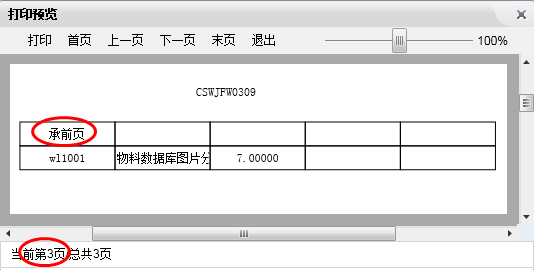 打印预览
打印 首页 上一页 下一页 末页 退出 100%
CSWJFW0309
承前页
wl1001 物料数据库图片分 7.00000
当前第3页 总共3页